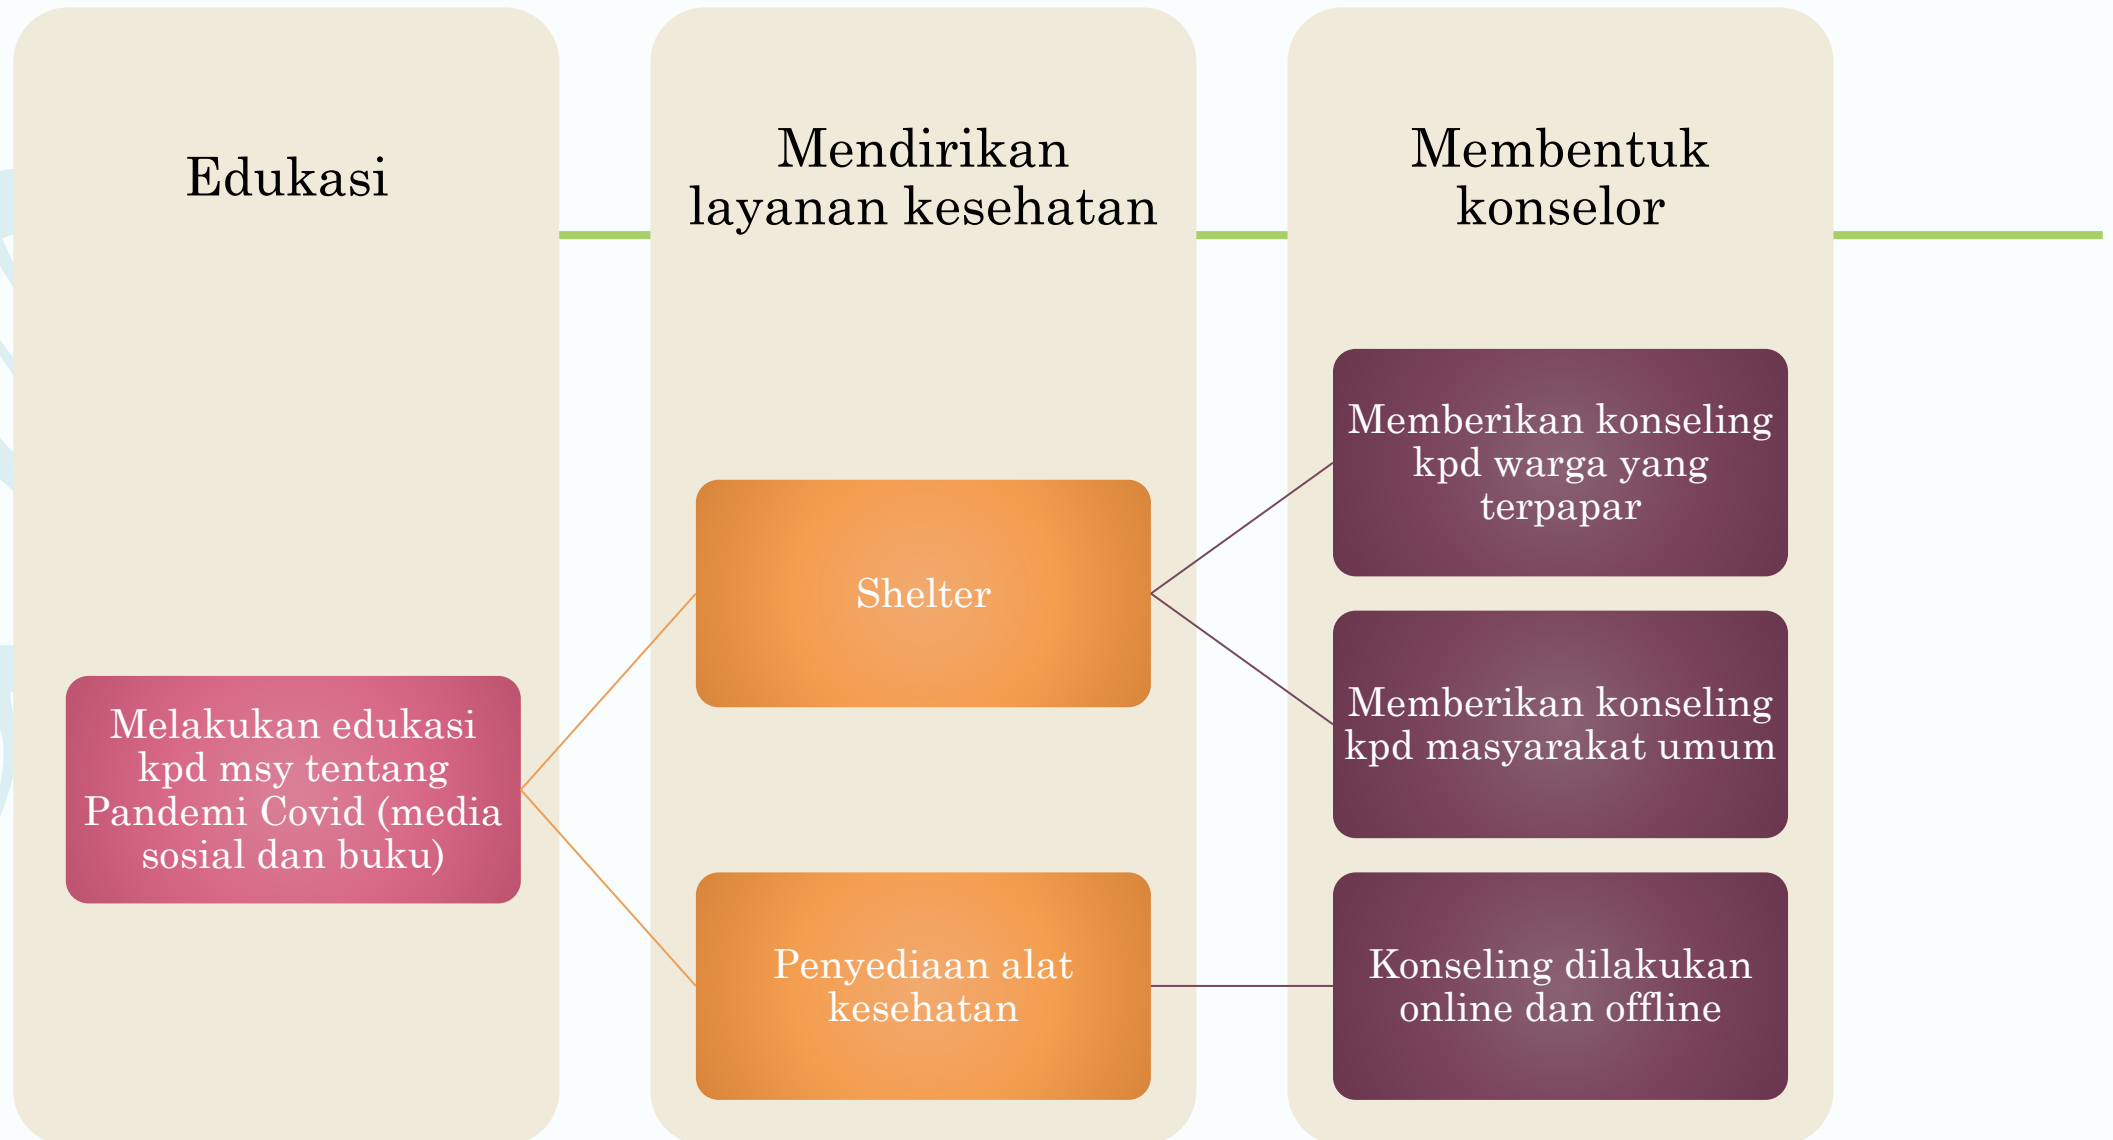 Edukasi
Mendirikan
layanan kesehatan
Membentuk
konselor
Melakukan edukasi
kpd msy tentang
Pandemi Covid (media
sosial dan buku)
Shelter
Penyediaan alat
kesehatan
Memberikan konseling
kpd warga yang
terpapar
Memberikan konseling
kpd masyarakat umum
Konseling dilakukan
online dan offline